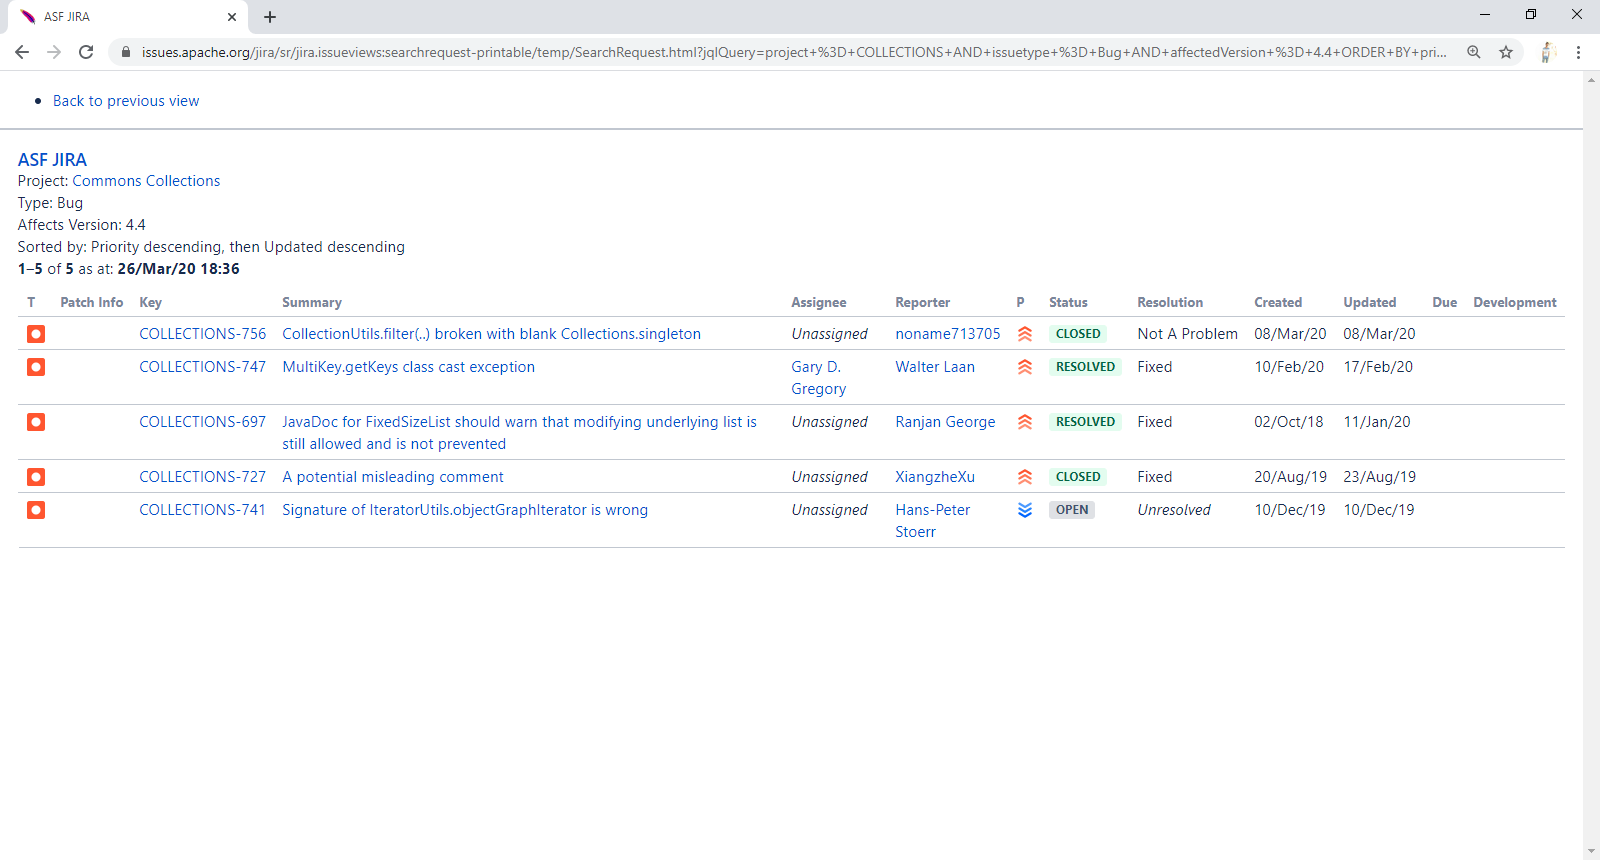 ASF JIRA
issues.apache.org/jira/sr/jira.issueviews:searchrequest-printable/temp/SearchRequest.html?jqlQuery=project+%3D+COLLECTIONS+AND+issuetype+%3D+Bug+AND+affectedVersion+%3D+4.4+ORDER+BY+pri...
Back to previous view
ASF JIRA
Project: Commons Collections
Type: Bug
Affects Version: 4.4
Sorted by: Priority descending, then Updated descending
1–5 of 5 as at: 26/Mar/20 18:36
T Patch Info Key Summary Assignee Reporter P Status Resolution Created Updated Due Development
COLLECTIONS-756 CollectionUtils.filter(..) broken with blank Collections.singleton Unassigned noname713705 CLOSED Not A Problem 08/Mar/20 08/Mar/20
COLLECTIONS-747 MultiKey.getKeys class cast exception Gary D. Walter Laan RESOLVED Fixed 10/Feb/20 17/Feb/20
Gregory
COLLECTIONS-697 JavaDoc for FixedSizeList should warn that modifying underlying list is Unassigned Ranjan George RESOLVED Fixed 02/Oct/18 11/Jan/20
still allowed and is not prevented
COLLECTIONS-727 A potential misleading comment Unassigned XiangzheXu CLOSED Fixed 20/Aug/19 23/Aug/19
COLLECTIONS-741 Signature of IteratorUtils.objectGraphIterator is wrong Unassigned Hans-Peter OPEN Unresolved 10/Dec/19 10/Dec/19
Stoerr